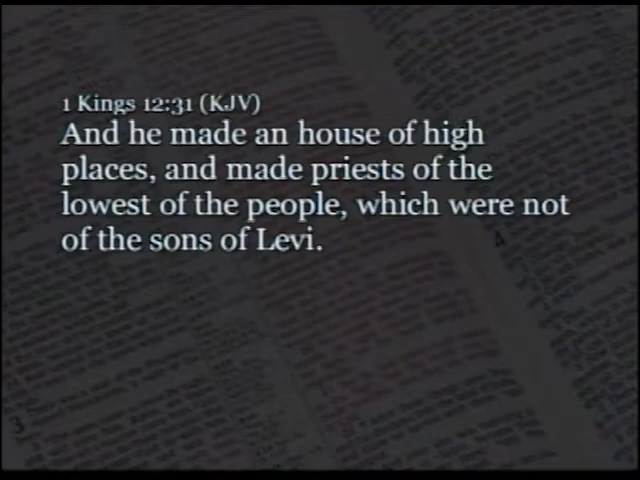 1 Kings 12:31 (KJV)
And he made an house of high
places, and made priests of the
lowest of the people, which were not
of the sons of Levi.